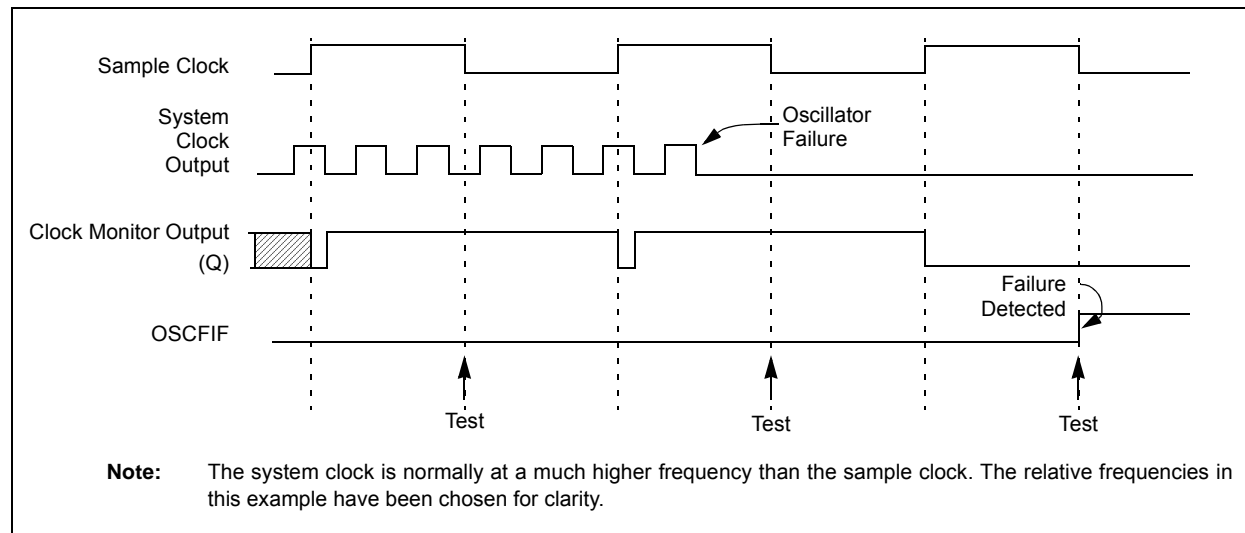 Sample Clock
System
Clock
Output
Oscillator
Failure
Clock Monitor Output
(Q)
Failure
Detected
OSCFIF
Test
Test
Test
Note: The system clock is normally at a much higher frequency than the sample clock. The relative frequencies in
this example have been chosen for clarity.